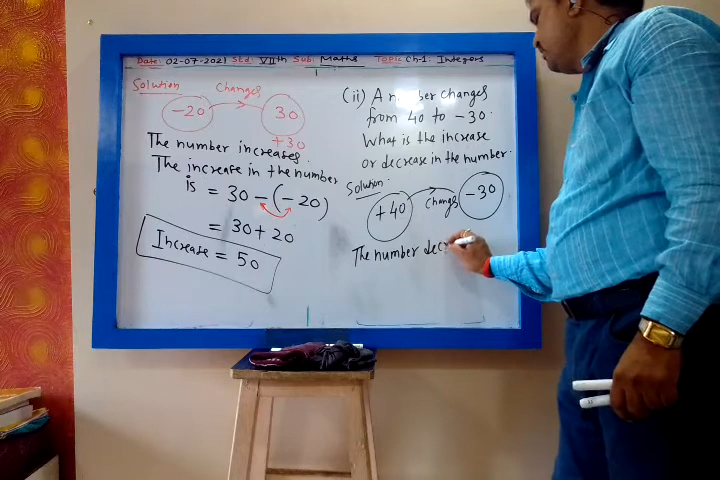 Date: 02-07-2021 Std: VIIth Sub: Maths Topic Ch-1: Integers
Solution
Changes
-20
30
+30
The number increases.
The increase in the number
is = 30 - (-20)
= 30 + 20
Increase = 50
(ii) A number changes
from 40 to -30.
What is the increase
or decrease in the number.
Solution.
+40
Changes
-30
The number dec